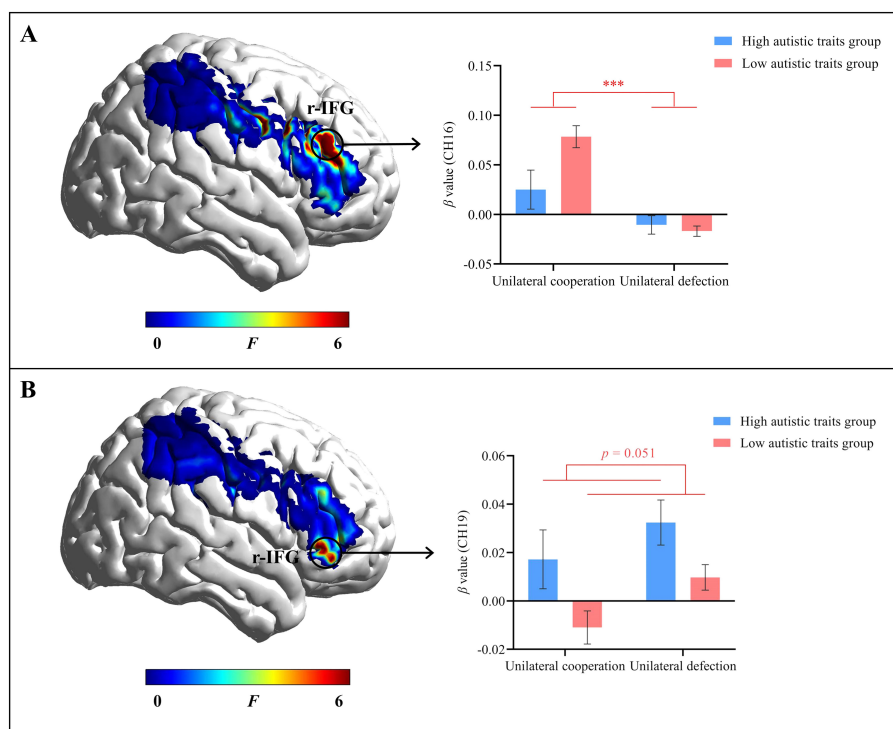 A
High autistic traits group
Low autistic traits group
r-IFG
***
β value (CH16)
0.15
0.10
0.05
0.00
-0.05
Unilateral cooperation Unilateral defection
0 F 6
B
High autistic traits group
Low autistic traits group
p = 0.051
r-IFG
β value (CH19)
0.06
0.04
0.02
0.00
-0.02
Unilateral cooperation Unilateral defection
0 F 6